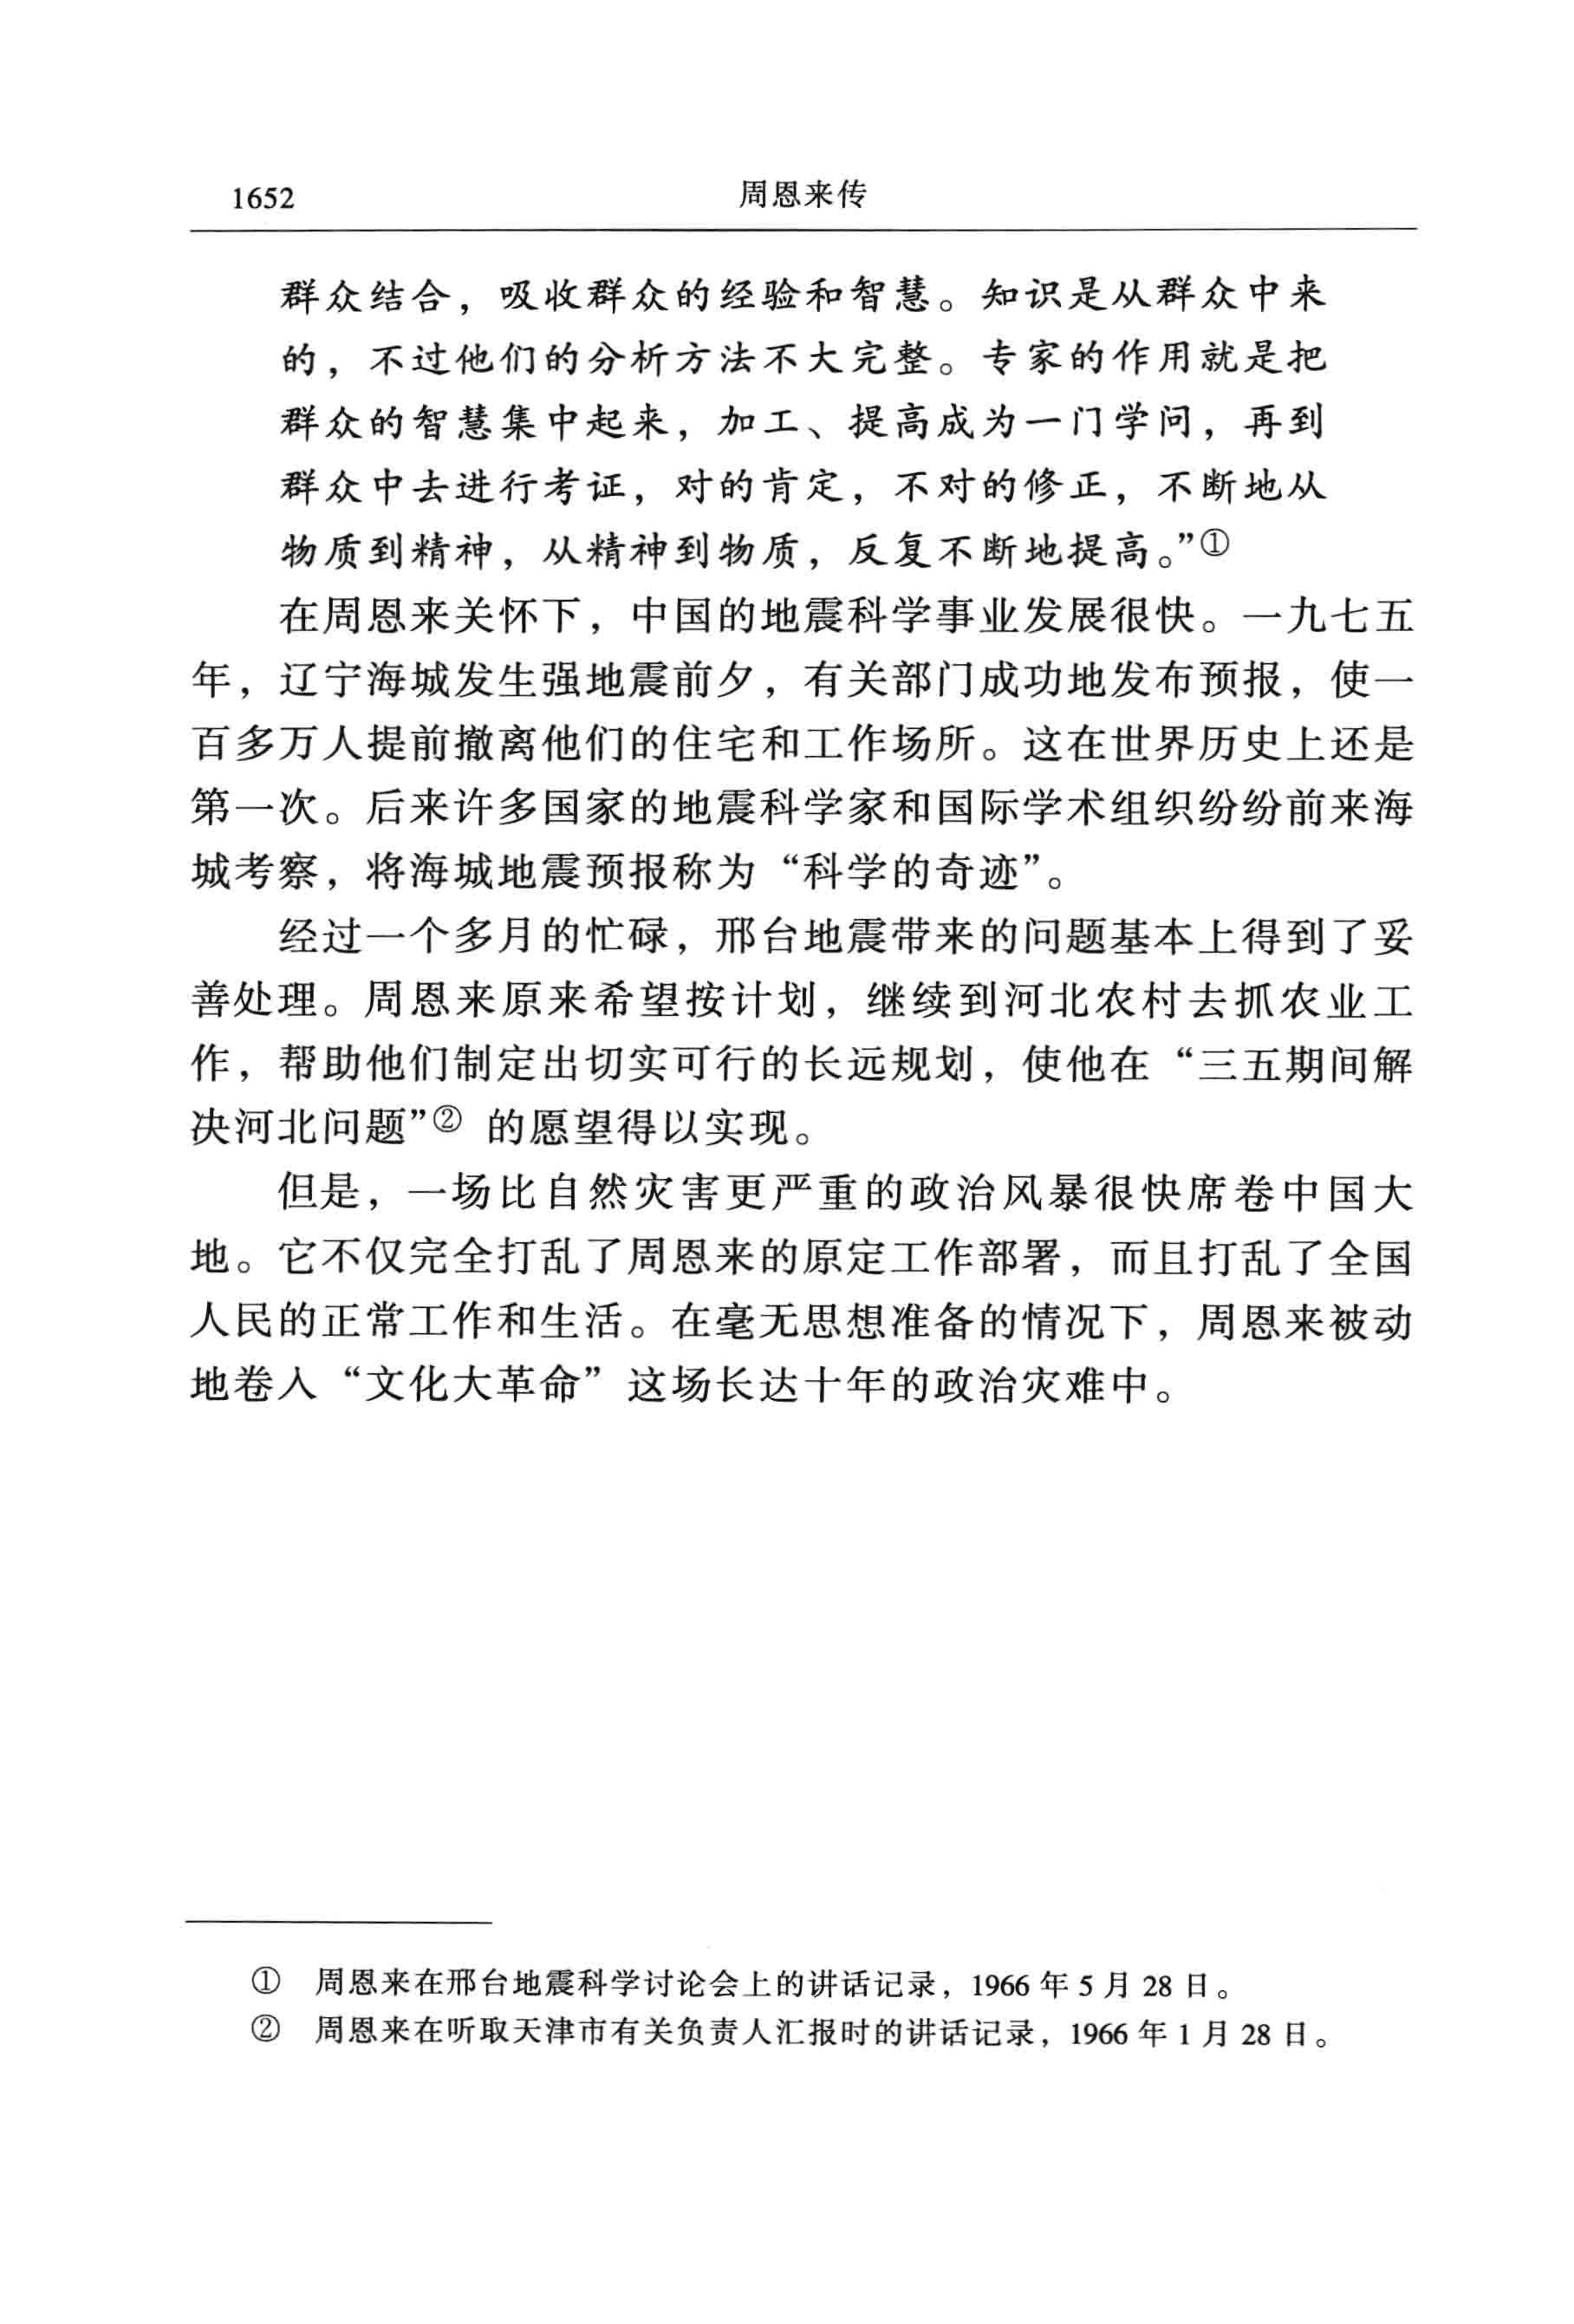 1652
周恩来传
群众结合，吸收群众的经验和智慧。知识是从群众中来
的，不过他们的分析方法不大完整。专家的作用就是把
群众的智慧集中起来，加工、提高成为一门学问，再到
群众中去进行考证，对的肯定，不对的修正，不断地从
物质到精神，从精神到物质，反复不断地提高。”①
在周恩来关怀下，中国的地震科学事业发展很快。一九七五
年，辽宁海城发生强地震前夕，有关部门成功地发布预报，使一
百多万人提前撤离他们的住宅和工作场所。这在世界历史上还是
第一次。后来许多国家的地震科学家和国际学术组织纷纷前来海
城考察，将海城地震预报称为“科学的奇迹”。
经过一个多月的忙碌，邢台地震带来的问题基本上得到了妥
善处理。周恩来原来希望按计划，继续到河北农村去抓农业工
作，帮助他们制定出切实可行的长远规划，使他在“三五期间解
决河北问题”② 的愿望得以实现。
但是，一场比自然灾害更严重的政治风暴很快席卷中国大
地。它不仅完全打乱了周恩来的原定工作部署，而且打乱了全国
人民的正常工作和生活。在毫无思想准备的情况下，周恩来被动
地卷入“文化大革命”这场长达十年的政治灾难中。
① 周恩来在邢台地震科学讨论会上的讲话记录，1966 年 5 月 28 日。
② 周恩来在听取天津市有关负责人汇报时的讲话记录，1966 年 1 月 28 日。